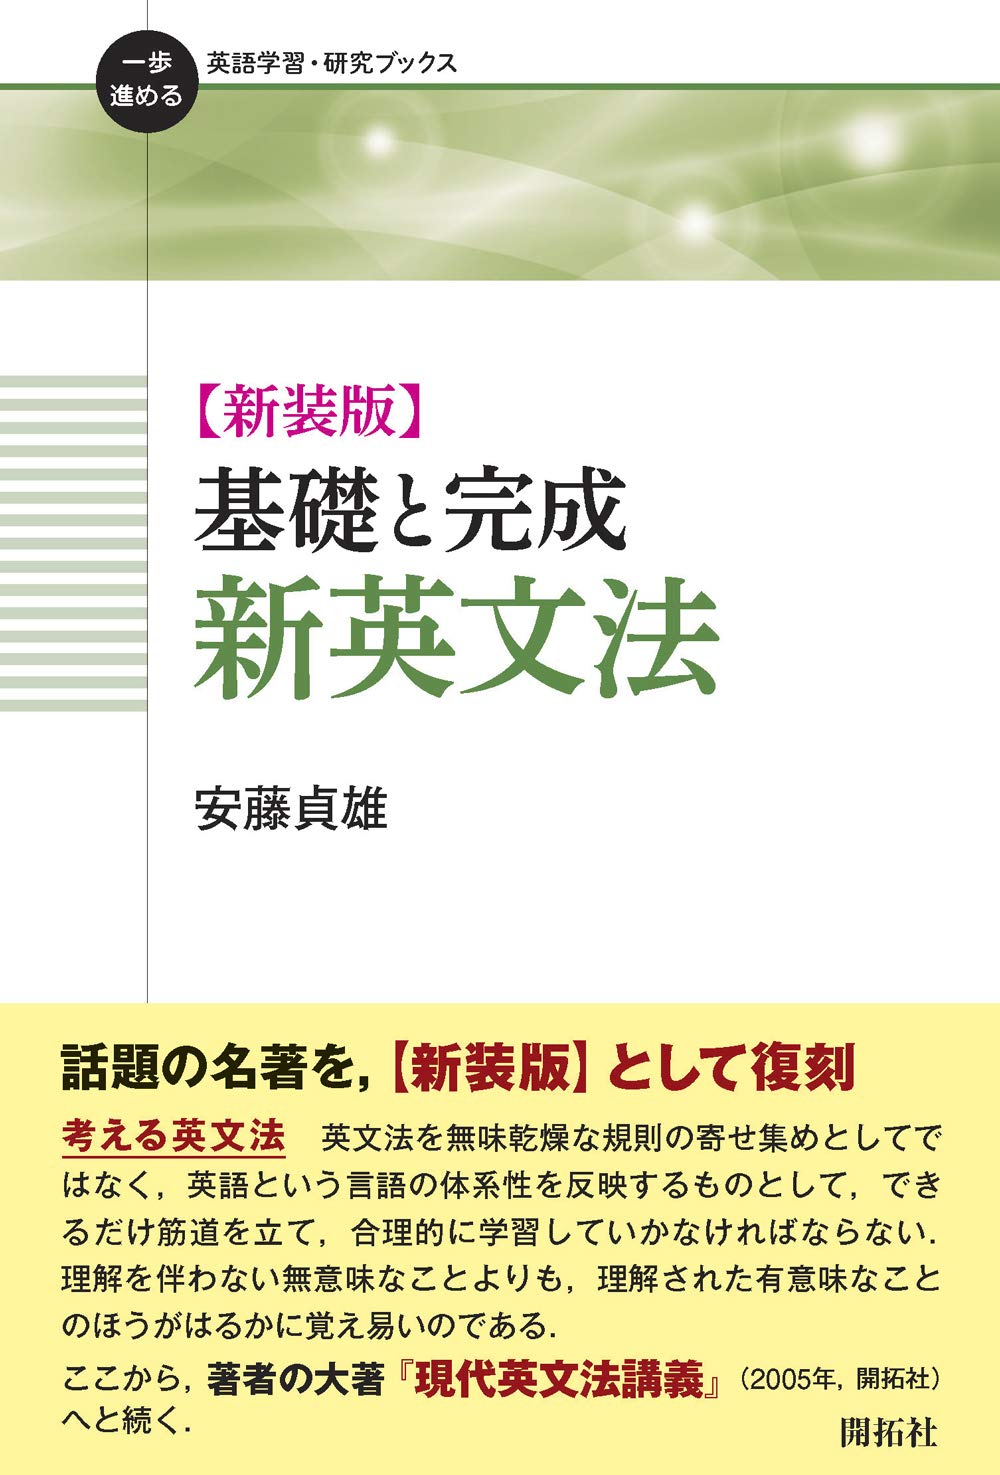 一歩
進める
英語学習・研究ブックス
【新装版】
基礎と完成
新英文法
安藤貞雄
話題の名著を,【新装版】として復刻
考える英文法　英文法を無味乾燥な規則の寄せ集めとしてで
はなく，英語という言語の体系性を反映するものとして，でき
るだけ筋道を立て，合理的に学習していかなければならない．
理解を伴わない無意味なことよりも，理解された有意味なこと
のほうがはるかに覚え易いのである．
ここから，著者の大著『現代英文法講義』（2005年，開拓社）
へと続く．
開拓社